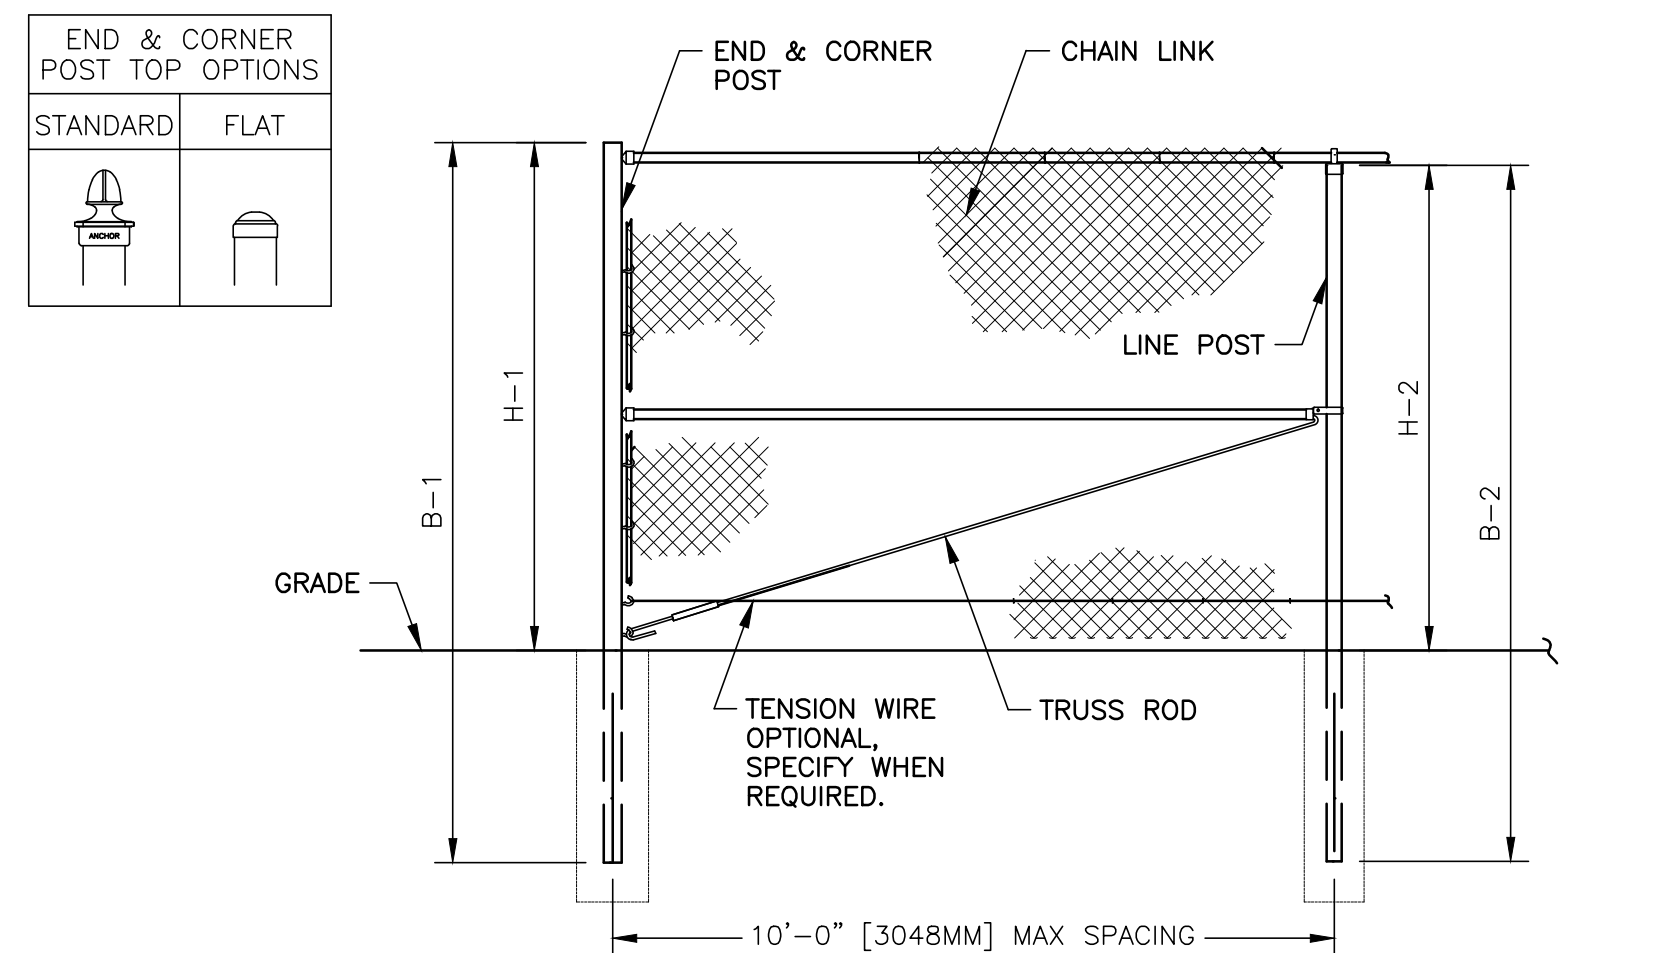 END & CORNER
POST TOP OPTIONS
STANDARD
FLAT
ANCHOR
END & CORNER
POST
CHAIN LINK
LINE POST
H-1
B-1
H-2
B-2
GRADE
TENSION WIRE
OPTIONAL,
SPECIFY WHEN
REQUIRED.
TRUSS ROD
10'-0" [3048MM] MAX SPACING